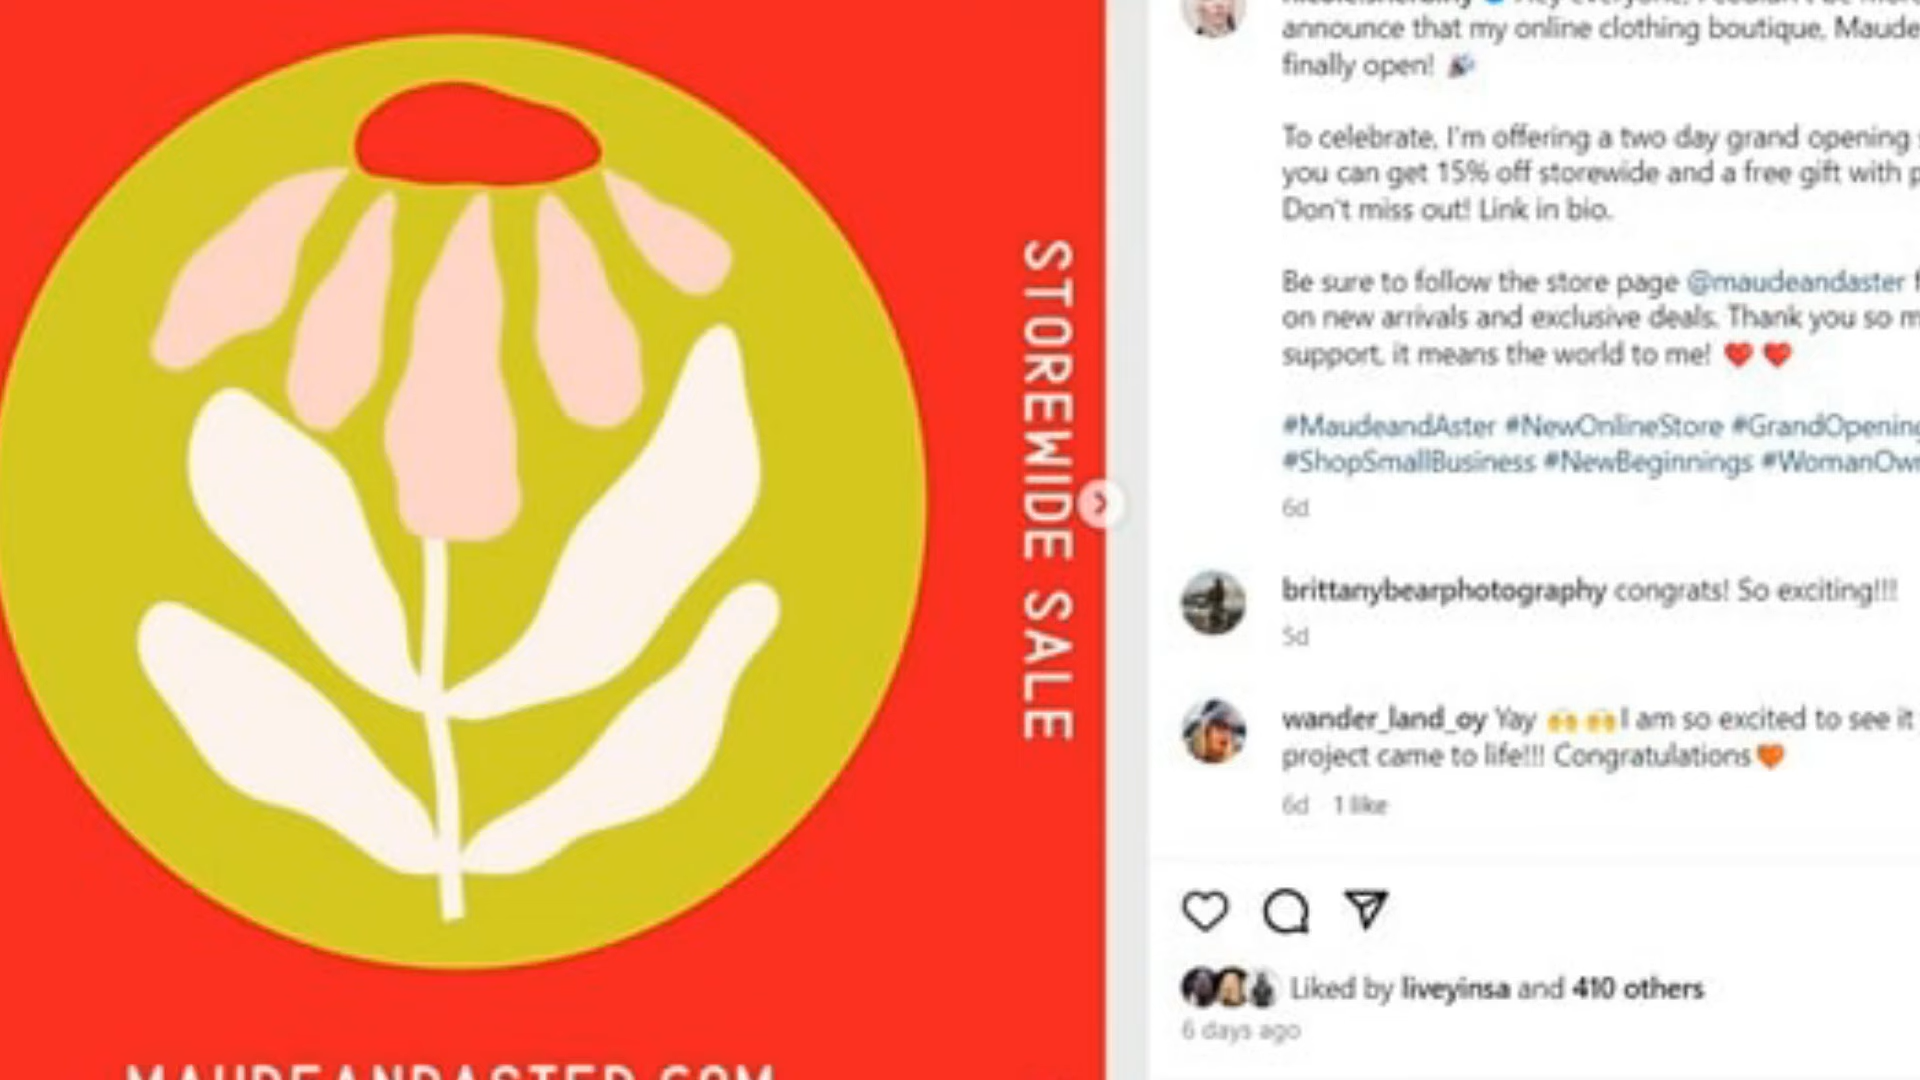 STOREWIDE SALE
announce that my online clothing boutique, Maude
finally open!
To celebrate, I'm offering a two day grand opening
you can get 15% off storewide and a free gift with
Don't miss out! Link in bio.
Be sure to follow the store page @maudeandaster
on new arrivals and exclusive deals. Thank you so
support, it means the world to me! ❤️ ❤️
#MaudeandAster #NewOnlineStore #GrandOpening
#ShopSmallBusiness #NewBeginnings
6d
brittanybearphotography congrats! So exciting!!!
5d
wander_land_oy Yay 🙌 🙌 I am so excited to see it
project came to life!!! Congratulations🧡
6d 1 like
Liked by liveyinsa and 410 others
6 days ago
MAUDEANDASTER.COM